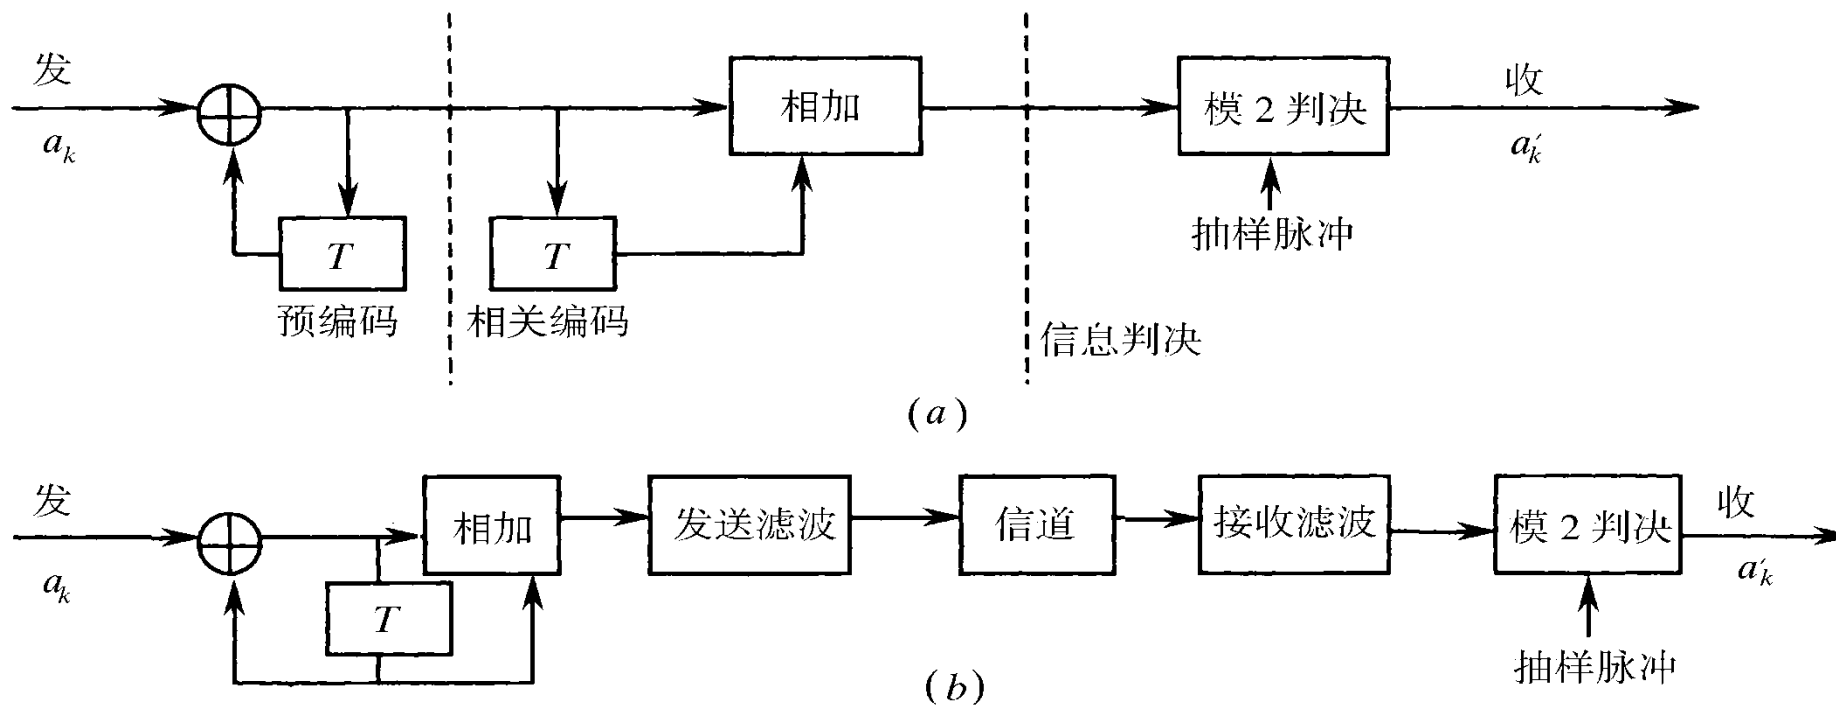 发
a_k
T
预编码
T
相关编码
相加
信息判决
模2判决
抽样脉冲
收
a'_k
(a)
发
a_k
T
相加
发送滤波
信道
接收滤波
模2判决
抽样脉冲
收
a'_k
(b)